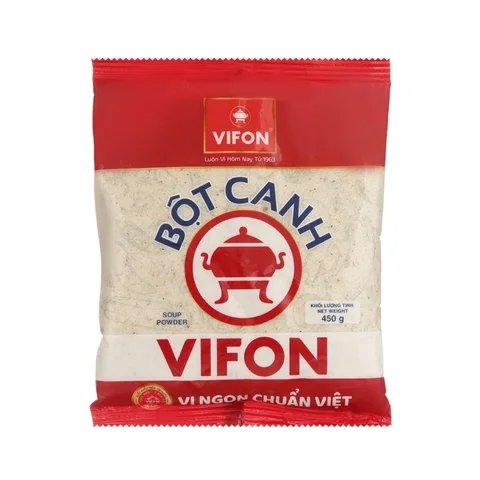 VIFON
Luôn Vì Hôm Nay Từ 1963
BỘT CANH
SOUP
POWDER
KHỐI LƯỢNG TỊNH
NET WEIGHT
450 g
VIFON
VỊ NGON CHUẨN VIỆT